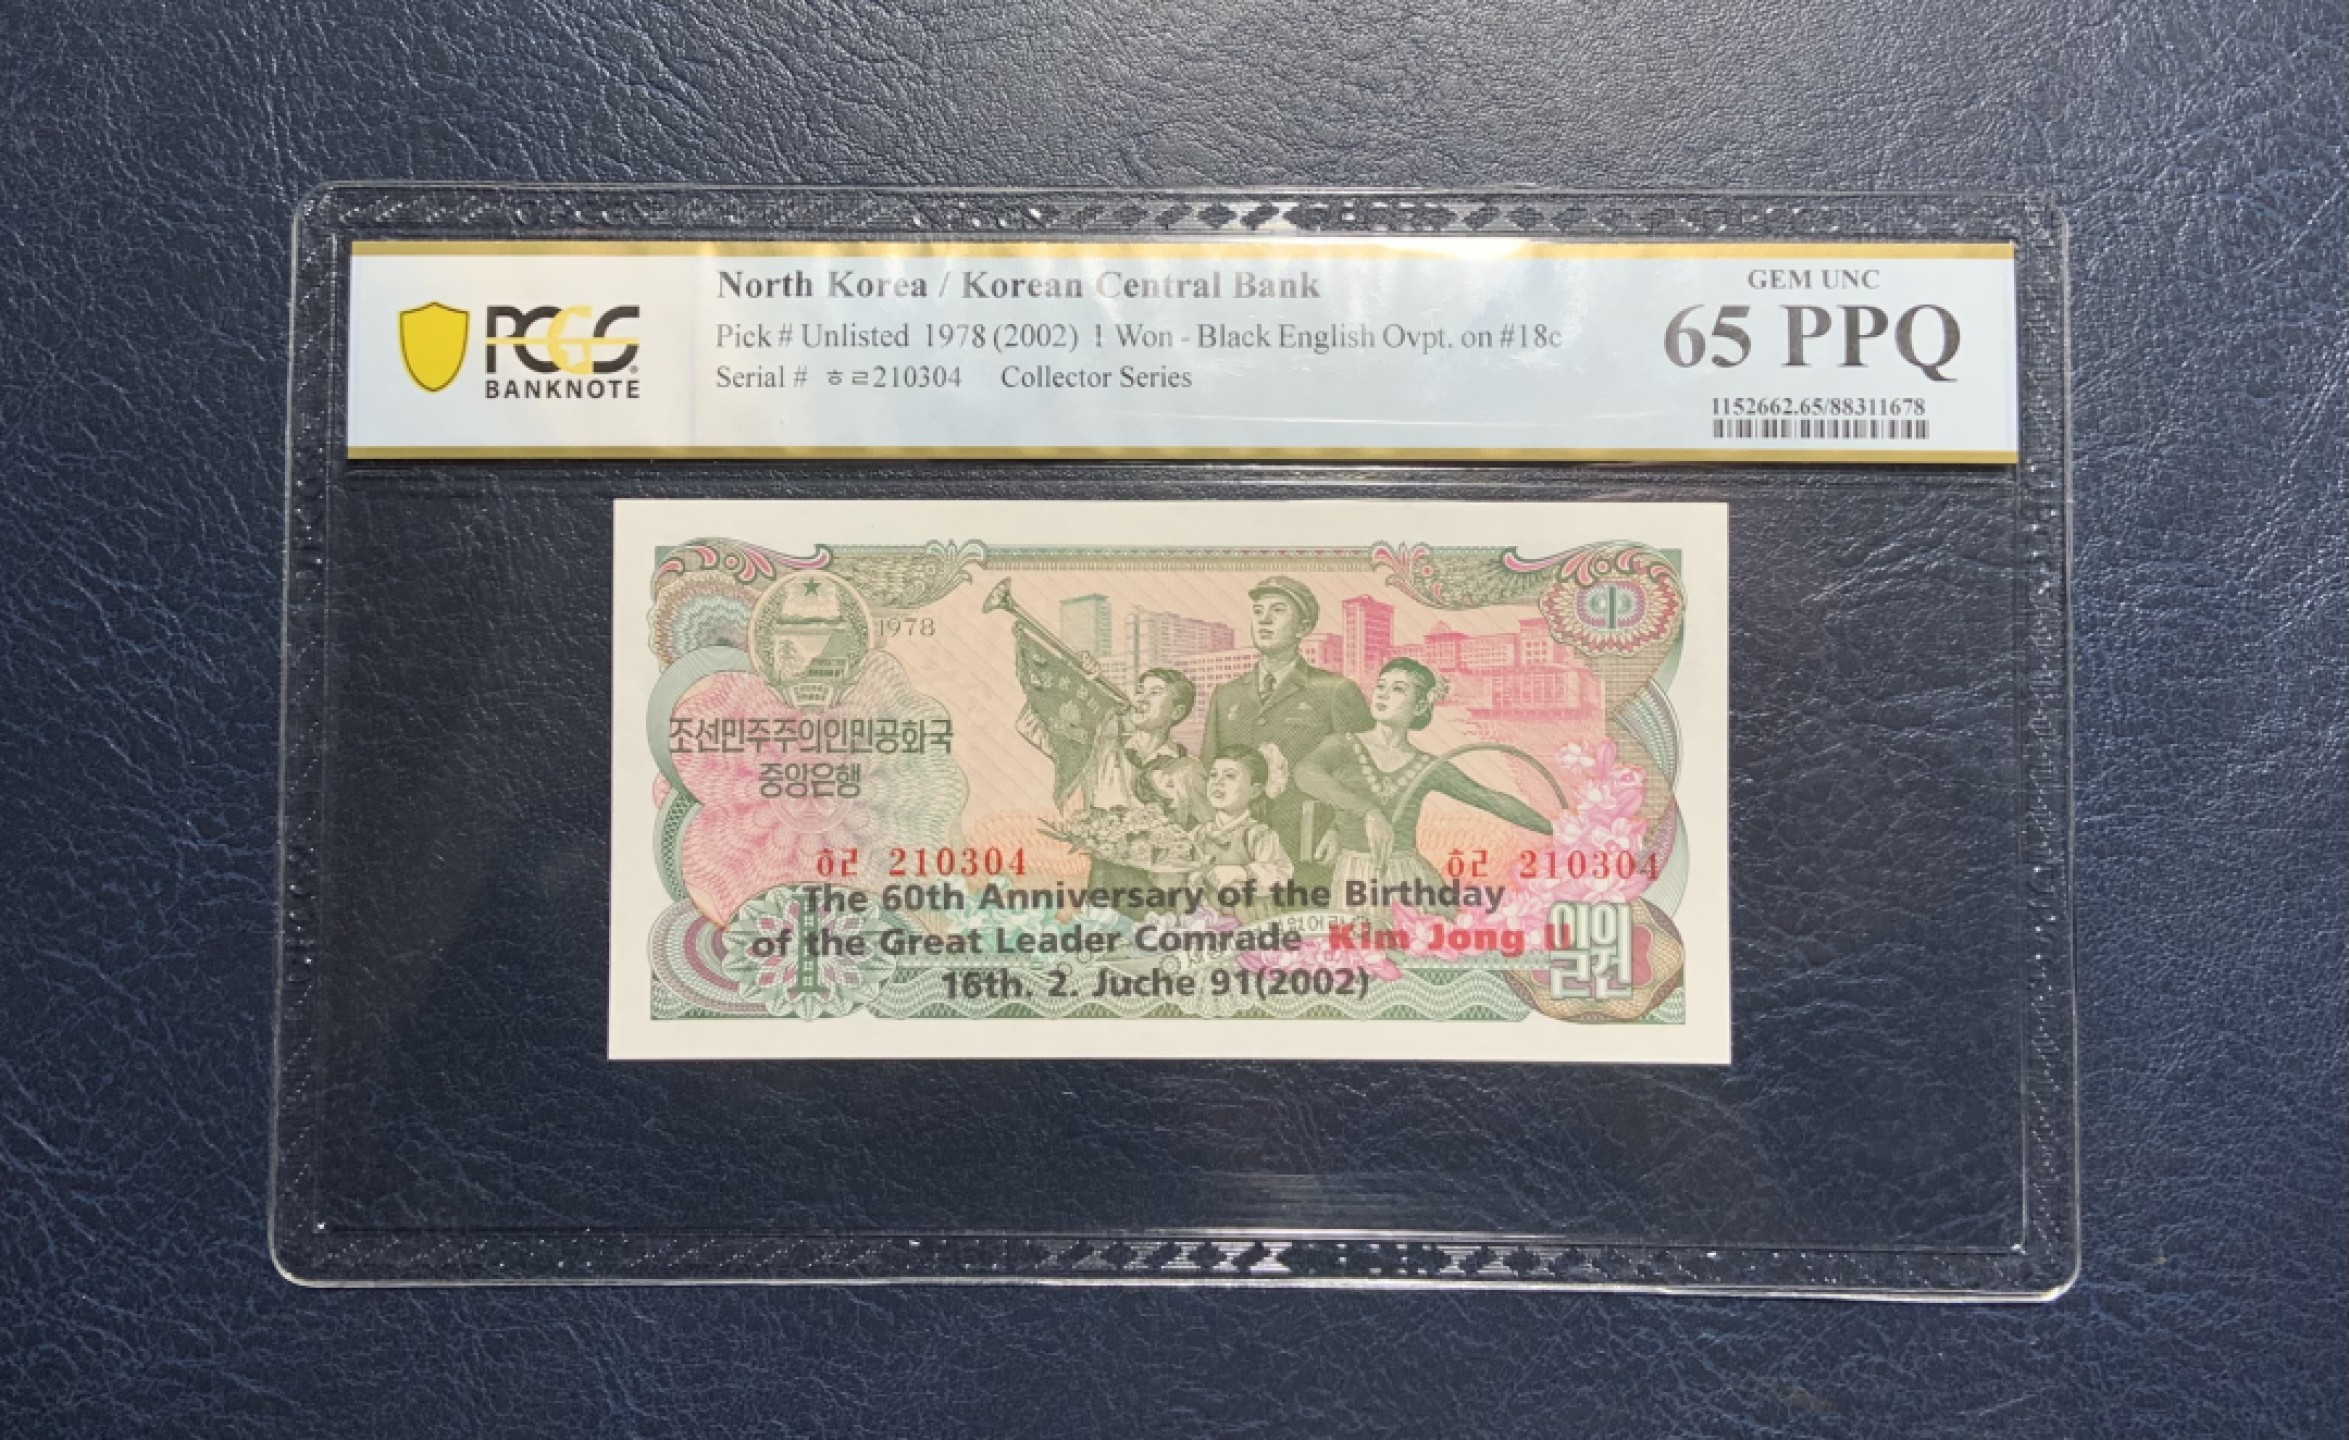 PCGS
BANKNOTE
North Korea / Korean Central Bank
Pick # Unlisted 1978 (2002) 1 Won - Black English Ovpt. on #18c
Serial # ㅎㄹ210304 Collector Series
GEM UNC
65 PPQ
1152662.65/88311678
1978
조선민주주의인민공화국
중앙은행
ㅎㄹ 210304 ㅎㄹ 210304
The 60th Anniversary of the Birthday
of the Great Leader Comrade Kim Jong Il
16th. 2. Juche 91(2002)
1
일원